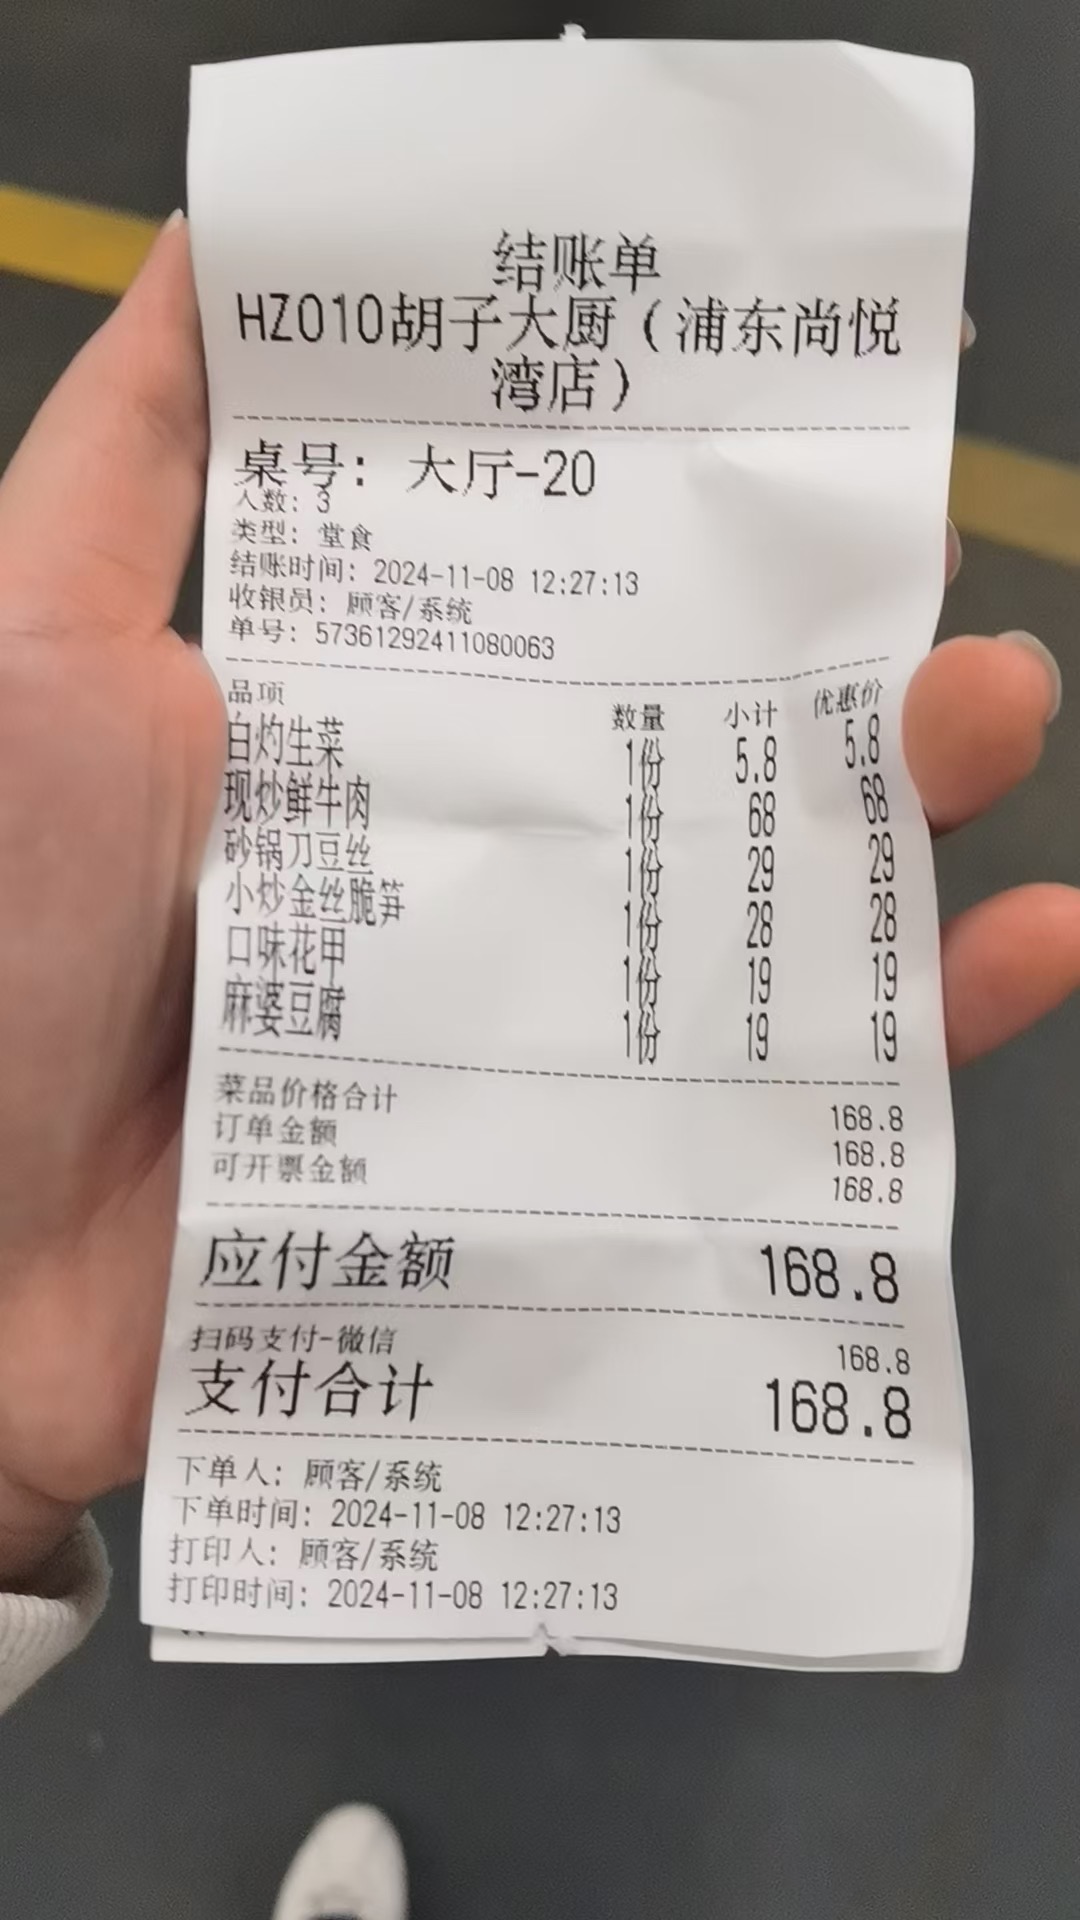 结账单
HZ010胡子大厨（浦东尚悦
湾店）
桌号：大厅-20
人数：3
类型：堂食
结账时间：2024-11-08 12:27:13
收银员：顾客/系统
单号：57361292411080063
品项 数量 小计 优惠价
白灼生菜 1份 5.8 5.8
现炒鲜牛肉 1份 68 68
砂锅刀豆丝 1份 29 29
小炒金丝脆笋 1份 28 28
口味花甲 1份 19 19
麻婆豆腐 1份 19 19
菜品价格合计 168.8
订单金额 168.8
可开票金额 168.8
应付金额 168.8
扫码支付-微信 168.8
支付合计 168.8
下单人：顾客/系统
下单时间：2024-11-08 12:27:13
打印人：顾客/系统
打印时间：2024-11-08 12:27:13